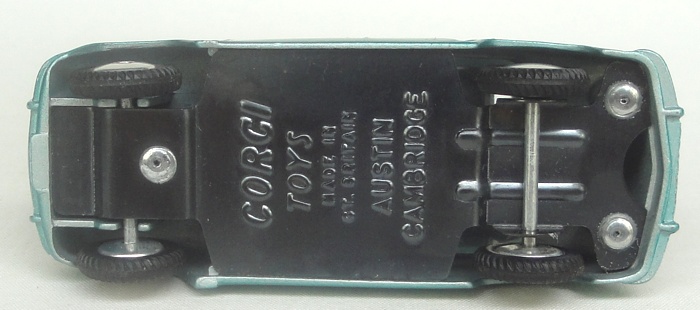 CORGI
TOYS
MADE IN
GT. BRITAIN
AUSTIN
CAMBRIDGE